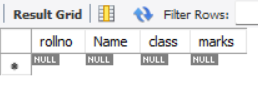 Result Grid Filter Rows:
rollno Name class marks
NULL NULL NULL NULL